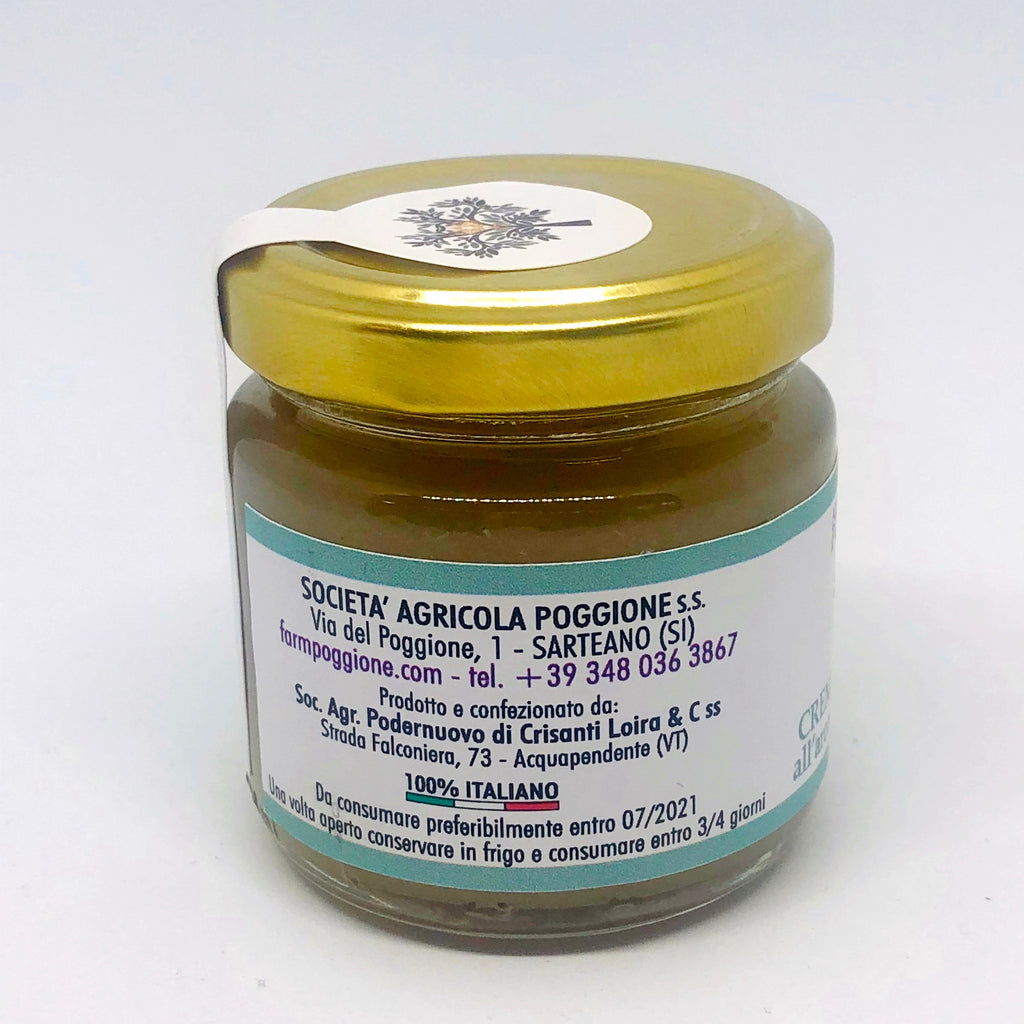 SOCIETA' AGRICOLA POGGIONE s.s.
Via del Poggione, 1 - SARTEANO (SI)
farmpoggione.com - tel. +39 348 036 3867
Prodotto e confezionato da:
Soc. Agr. Podernuovo di Crisanti Loira & C ss
Strada Falconiera, 73 - Acquapendente (VT)
100% ITALIANO
Da consumare preferibilmente entro 07/2021
Una volta aperto conservare in frigo e consumare entro 3/4 giorni